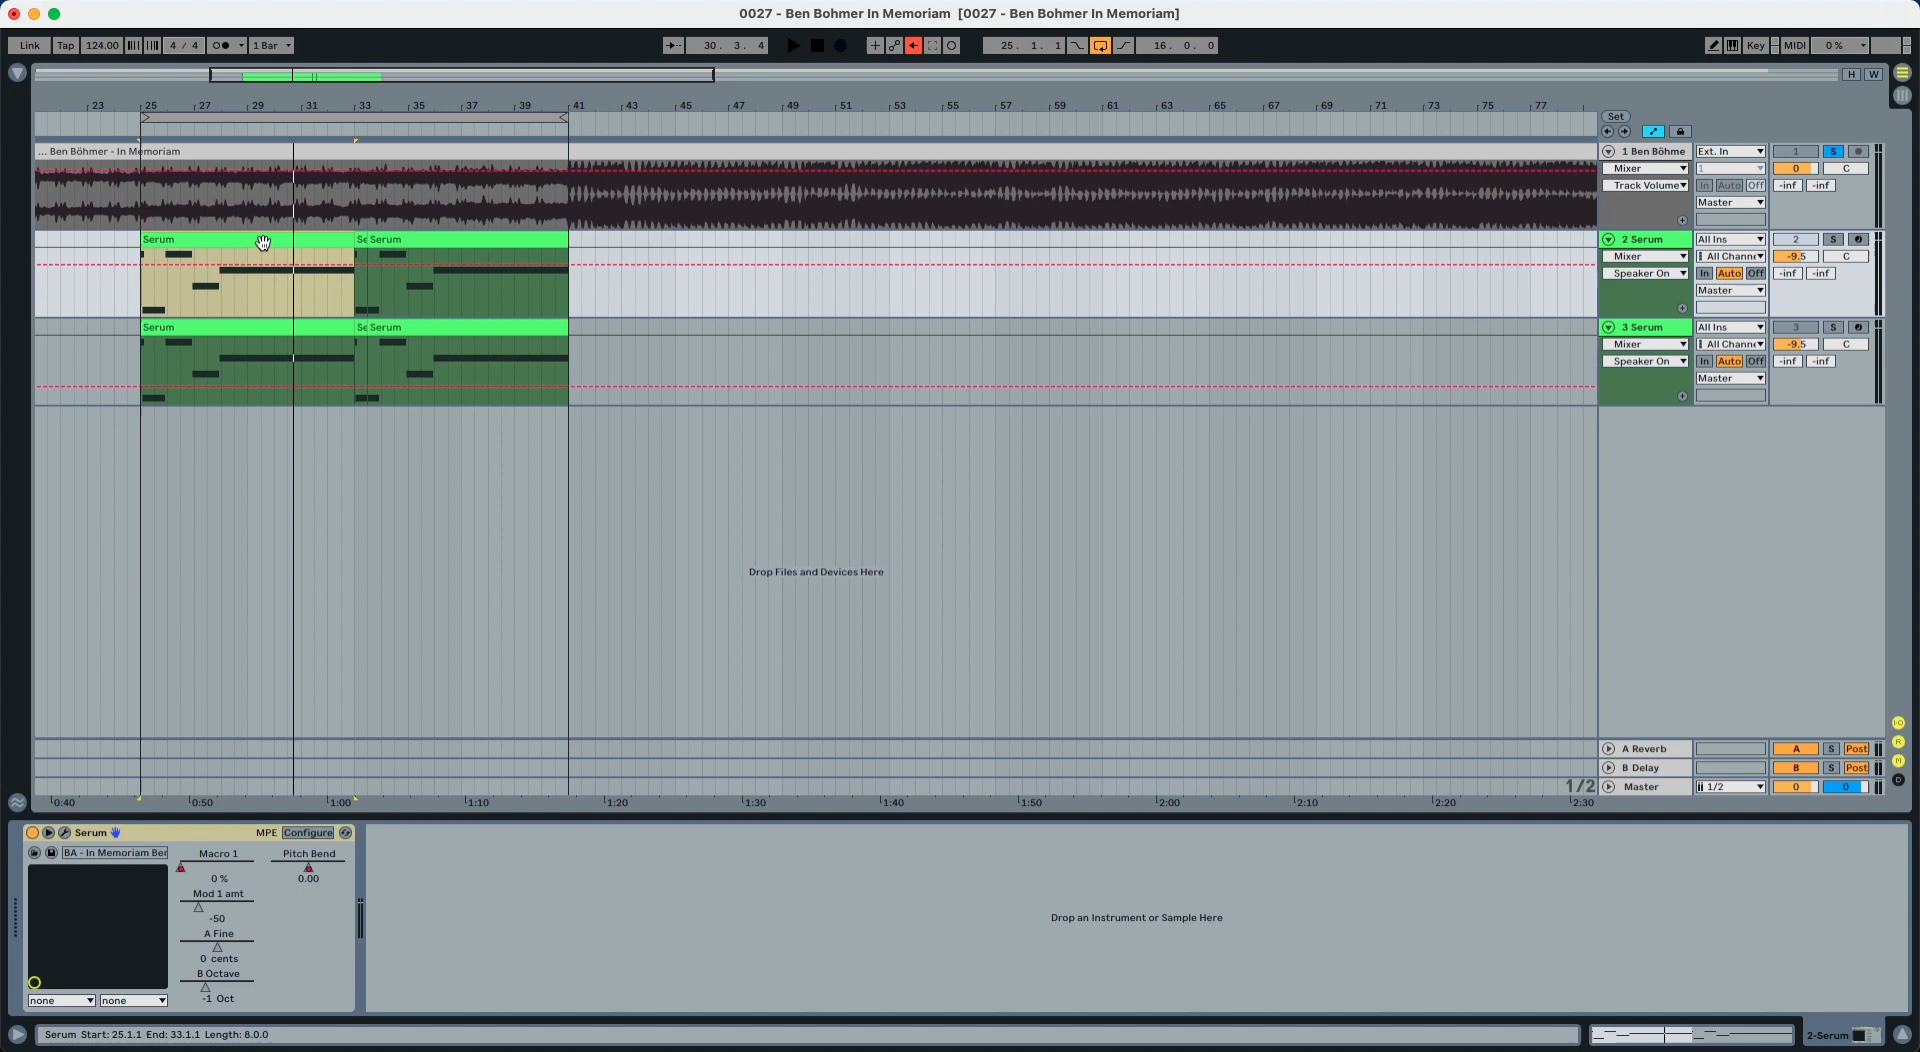 0027 - Ben Bohmer In Memoriam [0027 - Ben Bohmer In Memoriam]
Link Tap 124.00 4 / 4 1 Bar 30. 3. 4 25. 1. 1 16. 0. 0 Key MIDI 0 %
H W
23 25 27 29 31 33 35 37 39 41 43 45 47 49 51 53 55 57 59 61 63 65 67 69 71 73 75 77
Set
... Ben Böhmer - In Memoriam
1 Ben Böhme Ext. In 1 S
Mixer 1 0 C
Track Volume In Auto Off -inf -inf
Master
Serum Se Serum
2 Serum All Ins 2 S
Mixer All Channe -9.5 C
Speaker On In Auto Off -inf -inf
Master
Serum Se Serum
3 Serum All Ins 3 S
Mixer All Channe -9.5 C
Speaker On In Auto Off -inf -inf
Master
Drop Files and Devices Here
A Reverb A S Post
B Delay B S Post
1/2 Master 1/2 0 0
0:40 0:50 1:00 1:10 1:20 1:30 1:40 1:50 2:00 2:10 2:20 2:30
Serum MPE Configure
BA - In Memoriam Ber Macro 1 Pitch Bend
0 % 0.00
Mod 1 amt
-50
A Fine
0 cents
B Octave
-1 Oct
none none
Drop an Instrument or Sample Here
Serum Start: 25.1.1 End: 33.1.1 Length: 8.0.0
2-Serum